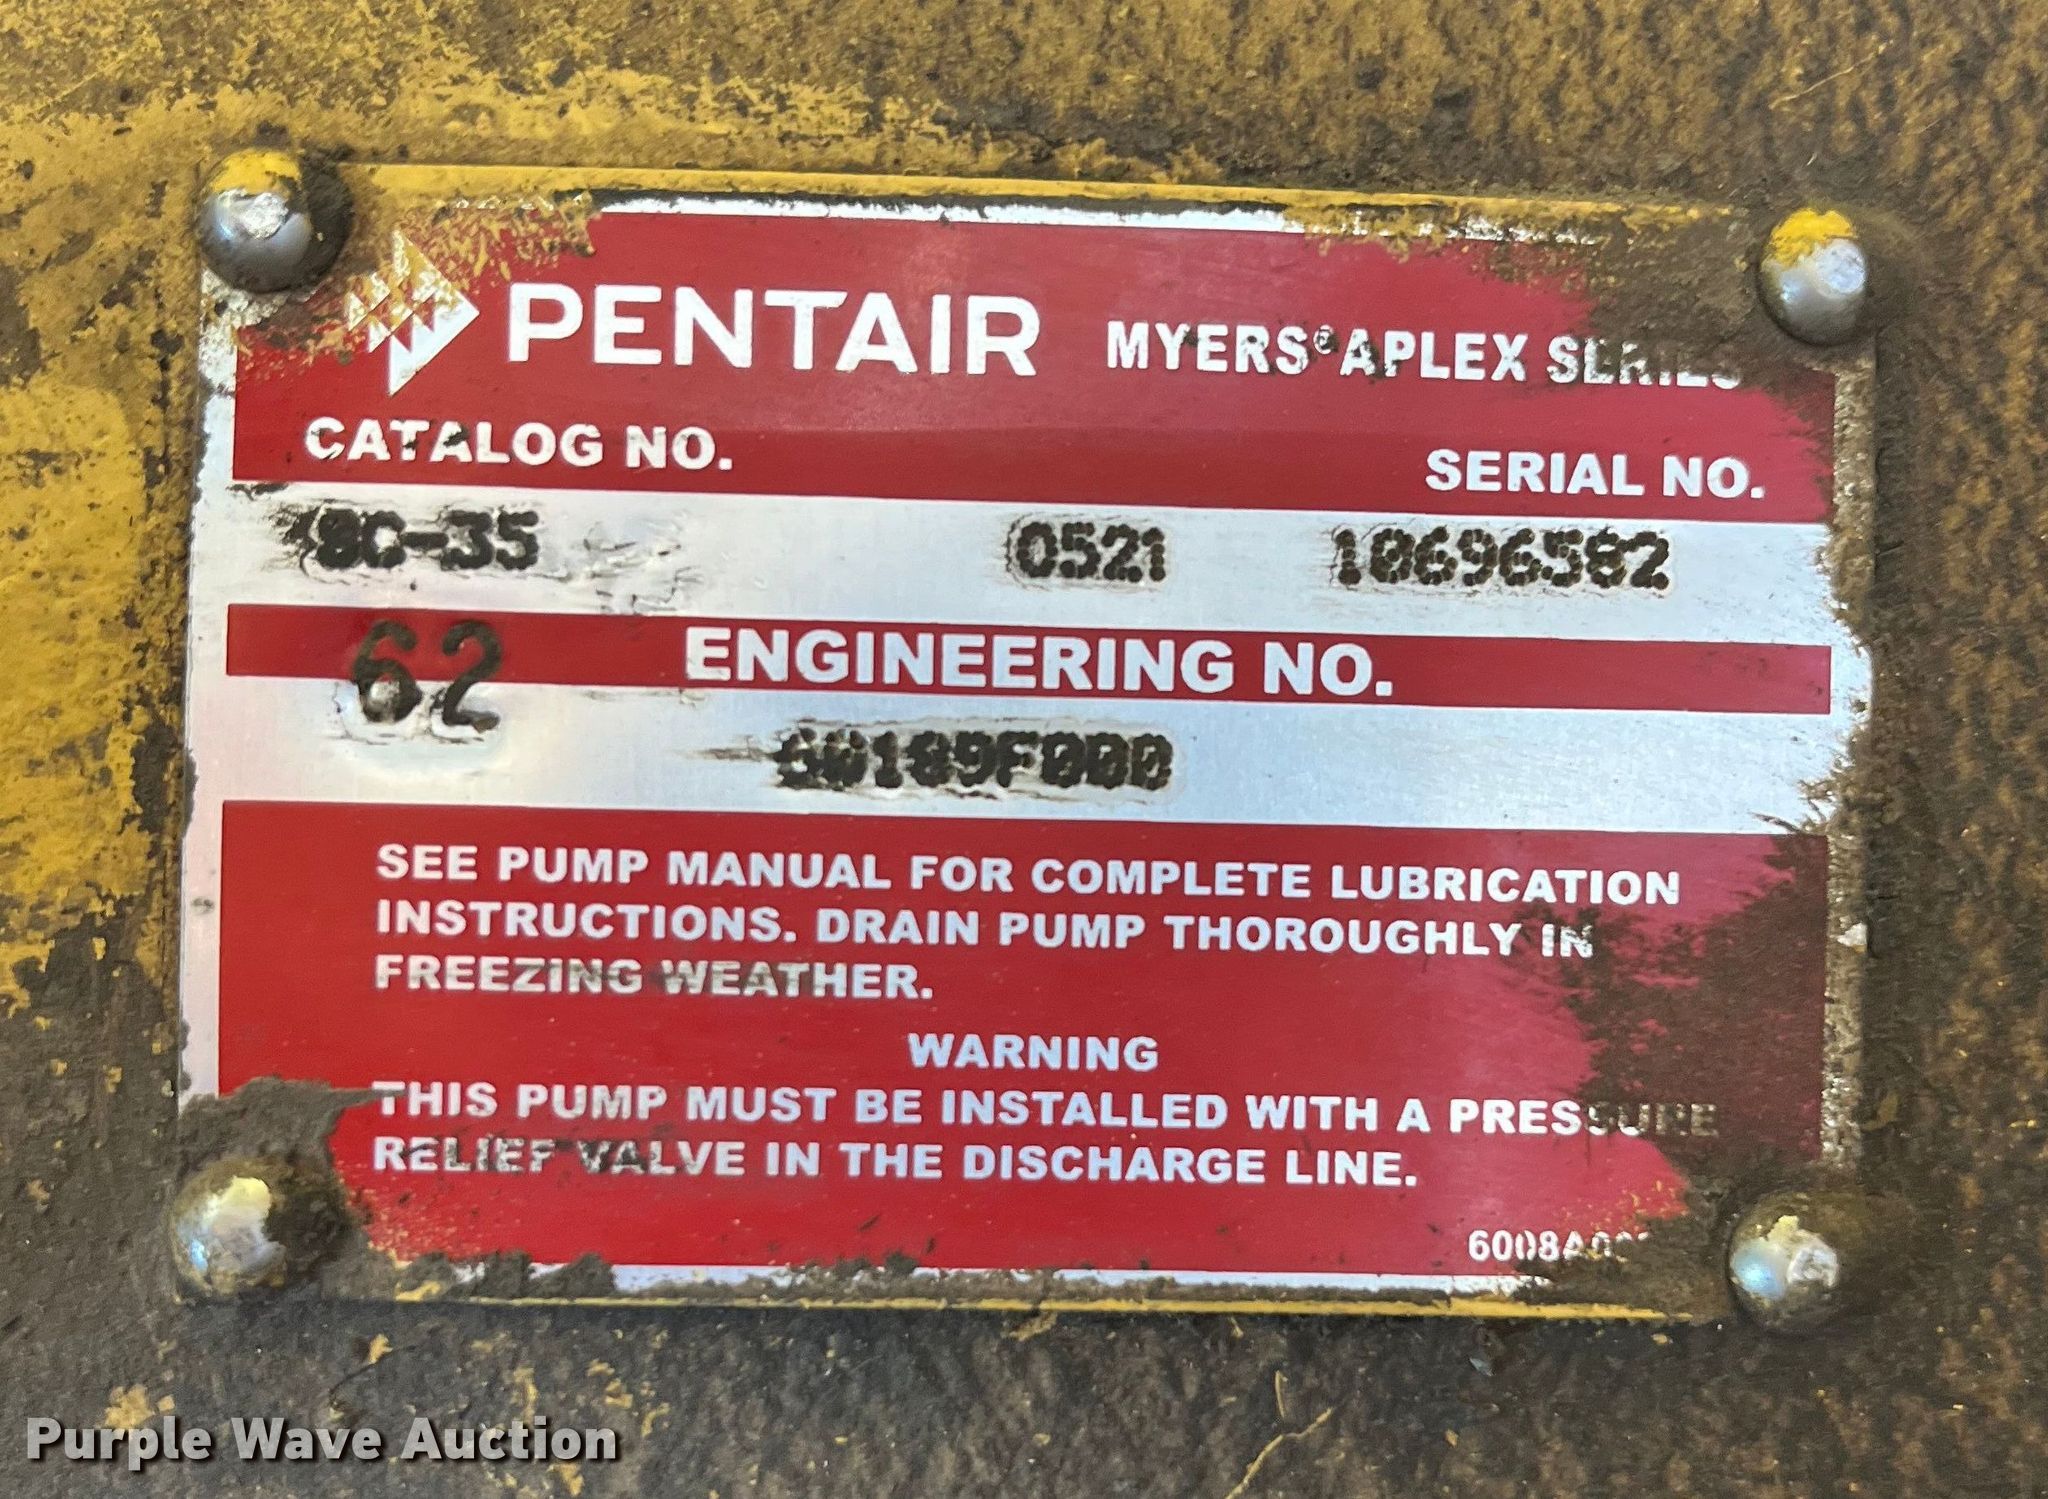 PENTAIR MYERS® APLEX SERIES
CATALOG NO.
SERIAL NO.
8C-35 0521 10696582
62 ENGINEERING NO.
60189F000
SEE PUMP MANUAL FOR COMPLETE LUBRICATION
INSTRUCTIONS. DRAIN PUMP THOROUGHLY IN
FREEZING WEATHER.
WARNING
THIS PUMP MUST BE INSTALLED WITH A PRESSURE
RELIEF VALVE IN THE DISCHARGE LINE.
Purple Wave Auction